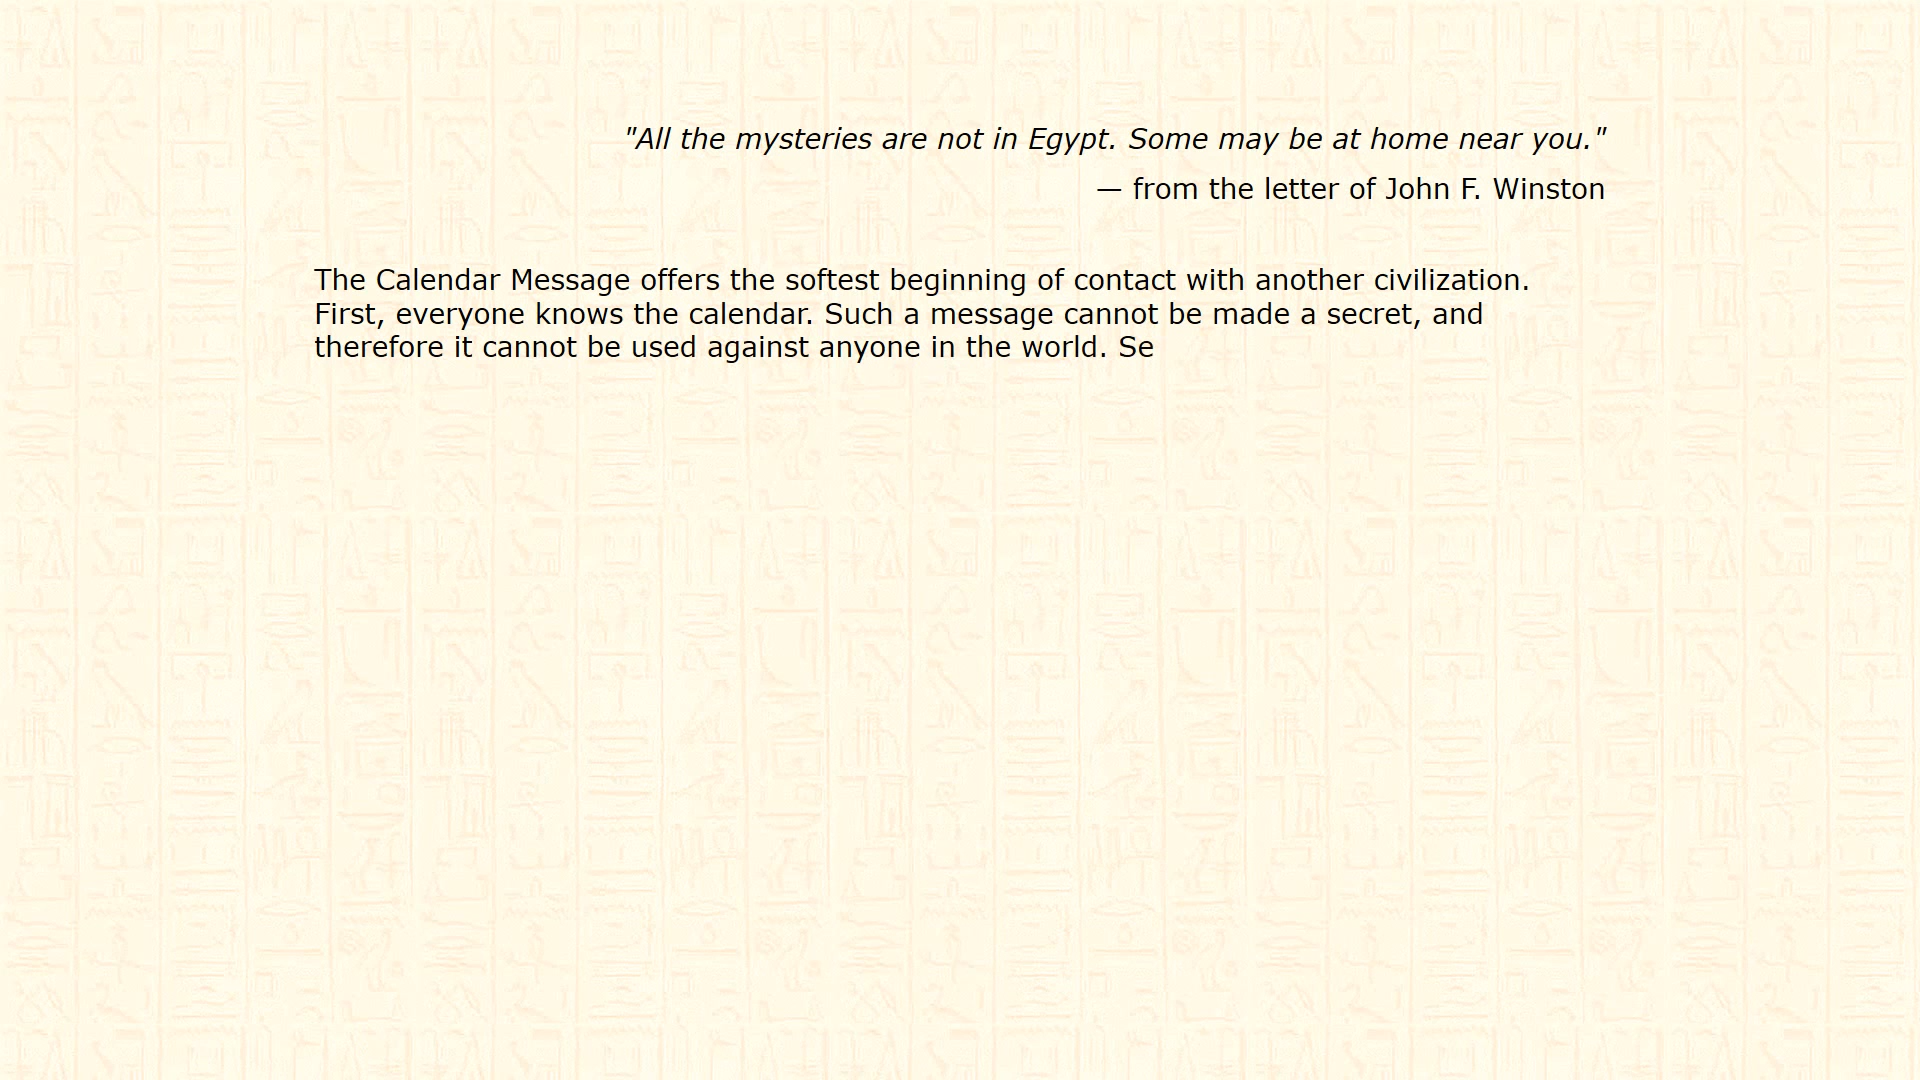 "All the mysteries are not in Egypt. Some may be at home near you."
— from the letter of John F. Winston
The Calendar Message offers the softest beginning of contact with another civilization.
First, everyone knows the calendar. Such a message cannot be made a secret, and
therefore it cannot be used against anyone in the world. Se